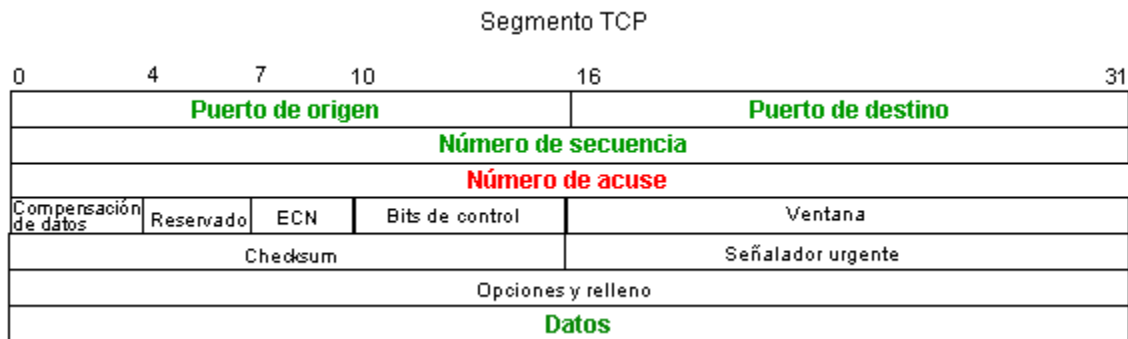 Segmento TCP
0 4 7 10 16 31
Puerto de origen Puerto de destino
Número de secuencia
Número de acuse
Compensación de datos Reservado ECN Bits de control Ventana
Checksum Señalador urgente
Opciones y relleno
Datos